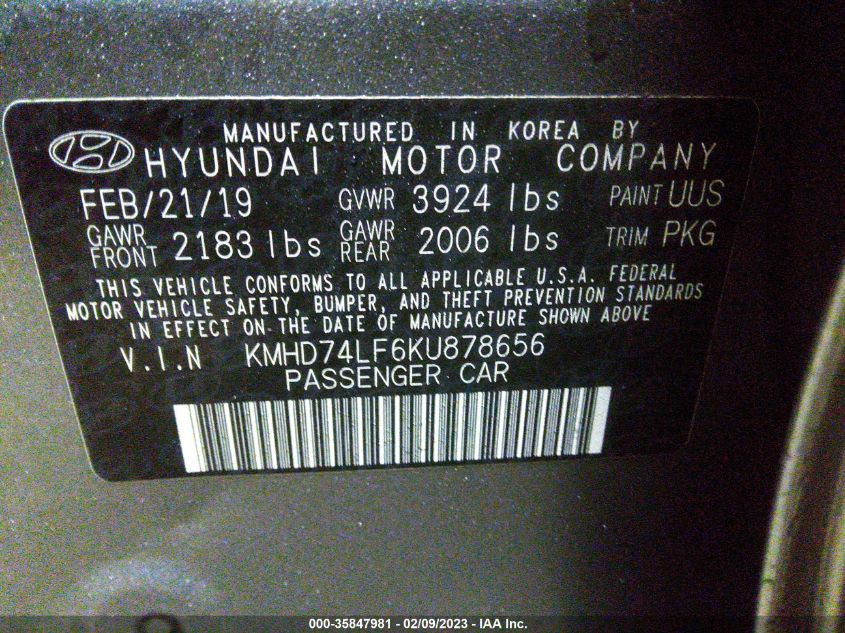 MANUFACTURED IN KOREA BY
HYUNDAI MOTOR COMPANY
FEB/21/19 GVWR 3924 lbs PAINT UUS
GAWR FRONT 2183 lbs GAWR REAR 2006 lbs TRIM PKG
THIS VEHICLE CONFORMS TO ALL APPLICABLE U.S.A. FEDERAL
MOTOR VEHICLE SAFETY, BUMPER, AND THEFT PREVENTION STANDARDS
IN EFFECT ON THE DATE OF MANUFACTURE SHOWN ABOVE
V.I.N KMHD74LF6KU878656
PASSENGER CAR
000-35847981 - 02/09/2023 - IAA Inc.